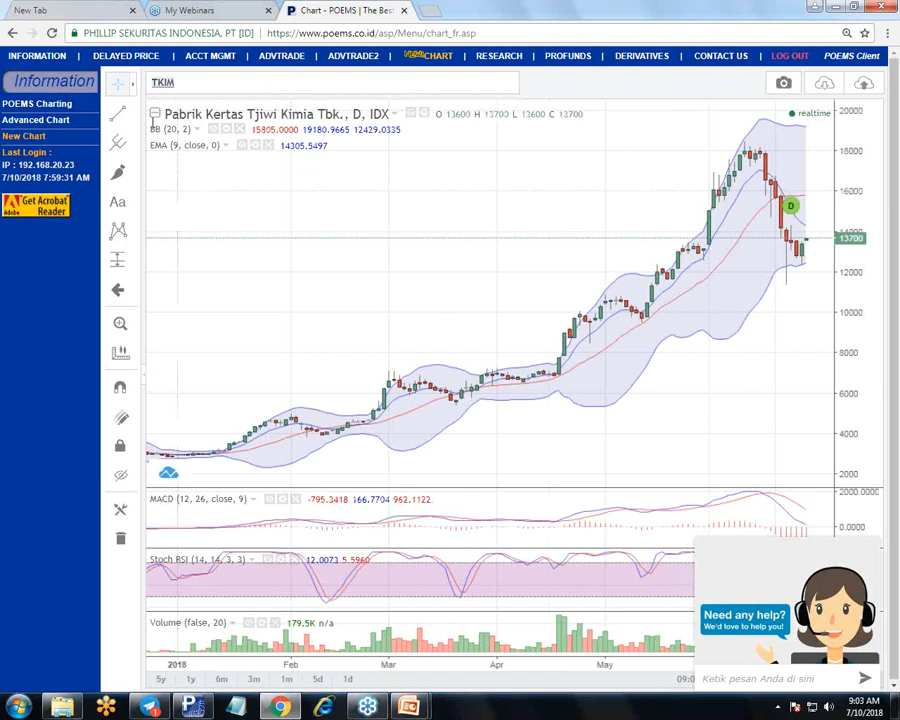 New Tab
My Webinars
Chart - POEMS | The Bes
PHILLIP SEKURITAS INDONESIA, PT [ID]
https://www.poems.co.id/asp/Menu/chart_fr.asp
INFORMATION DELAYED PRICE ACCT MGMT ADVTRADE ADVTRADE2 CHART RESEARCH PROFUNDS DERIVATIVES CONTACT US LOG OUT POEMS Client
Information
TKIM
POEMS Charting
Advanced Chart
New Chart
Last Login :
IP : 192.168.20.23
7/10/2018 7:59:31 AM
Get Acrobat
Reader
Adobe
Pabrik Kertas Tjiwi Kimia Tbk., D, IDX
O 13600 H 13700 L 13600 C 13700
realtime
BB (20, 2) 15805.0000 19180.9665 12429.0335
EMA (9, close, 0) 14305.5497
Aa
D
20000
18000
16000
13700
12000
10000
8000
6000
4000
2000
MACD (12, 26, close, 9) -795.3418 166.7704 962.1122
2000.0000
0.0000
Stoch RSI (14, 14, 3, 3) 12.0073 5.5960
Volume (false, 20) 179.5K n/a
2018 Feb Mar Apr May
5y 1y 6m 3m 1m 5d 1d
09:0
Need any help?
We'd love to help you!
Ketik pesan Anda di sini
9:03 AM
7/10/2018